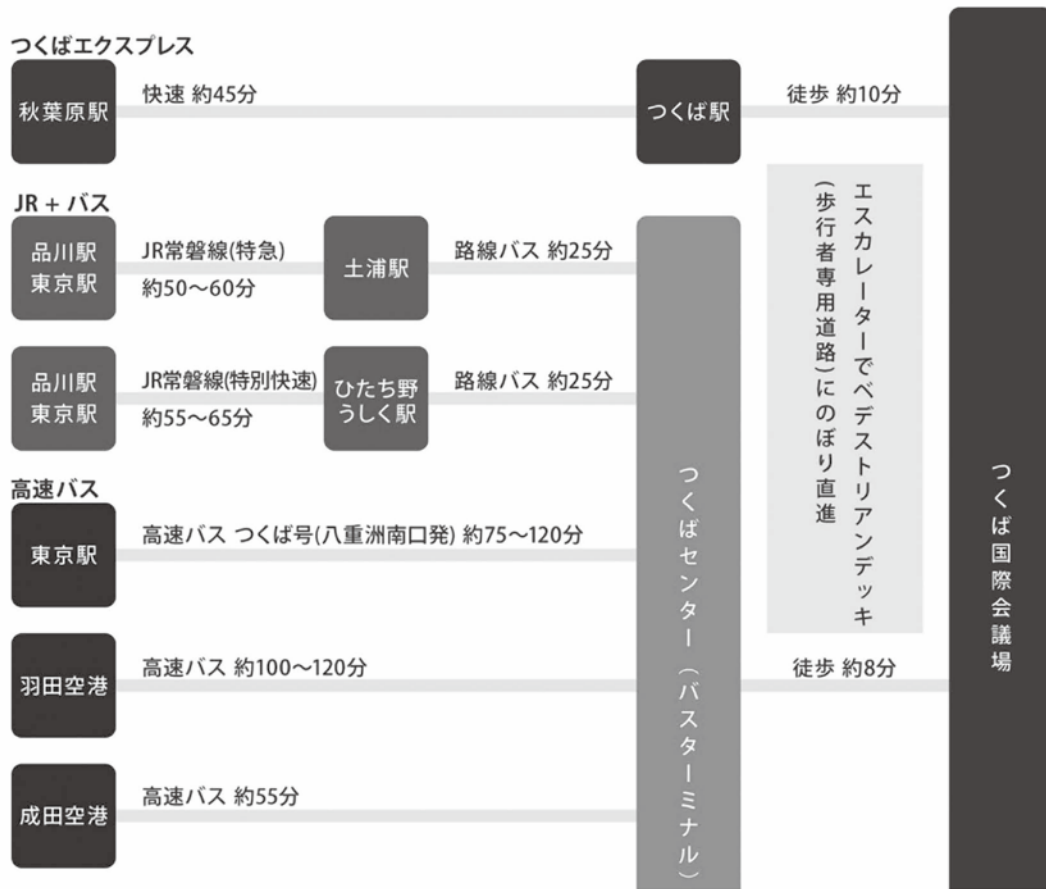 つくばエクスプレス
秋葉原駅
快速 約45分
つくば駅
徒歩 約10分
JR + バス
品川駅
東京駅
JR常磐線(特急)
約50〜60分
土浦駅
路線バス 約25分
品川駅
東京駅
JR常磐線(特別快速)
約55〜65分
ひたち野
うしく駅
路線バス 約25分
高速バス
東京駅
高速バス つくば号(八重洲南口発) 約75〜120分
羽田空港
高速バス 約100〜120分
成田空港
高速バス 約55分
つくばセンター(バスターミナル)
エスカレーターでペデストリアンデッキ
(歩行者専用道路)にのぼり直進
徒歩 約8分
つくば国際会議場